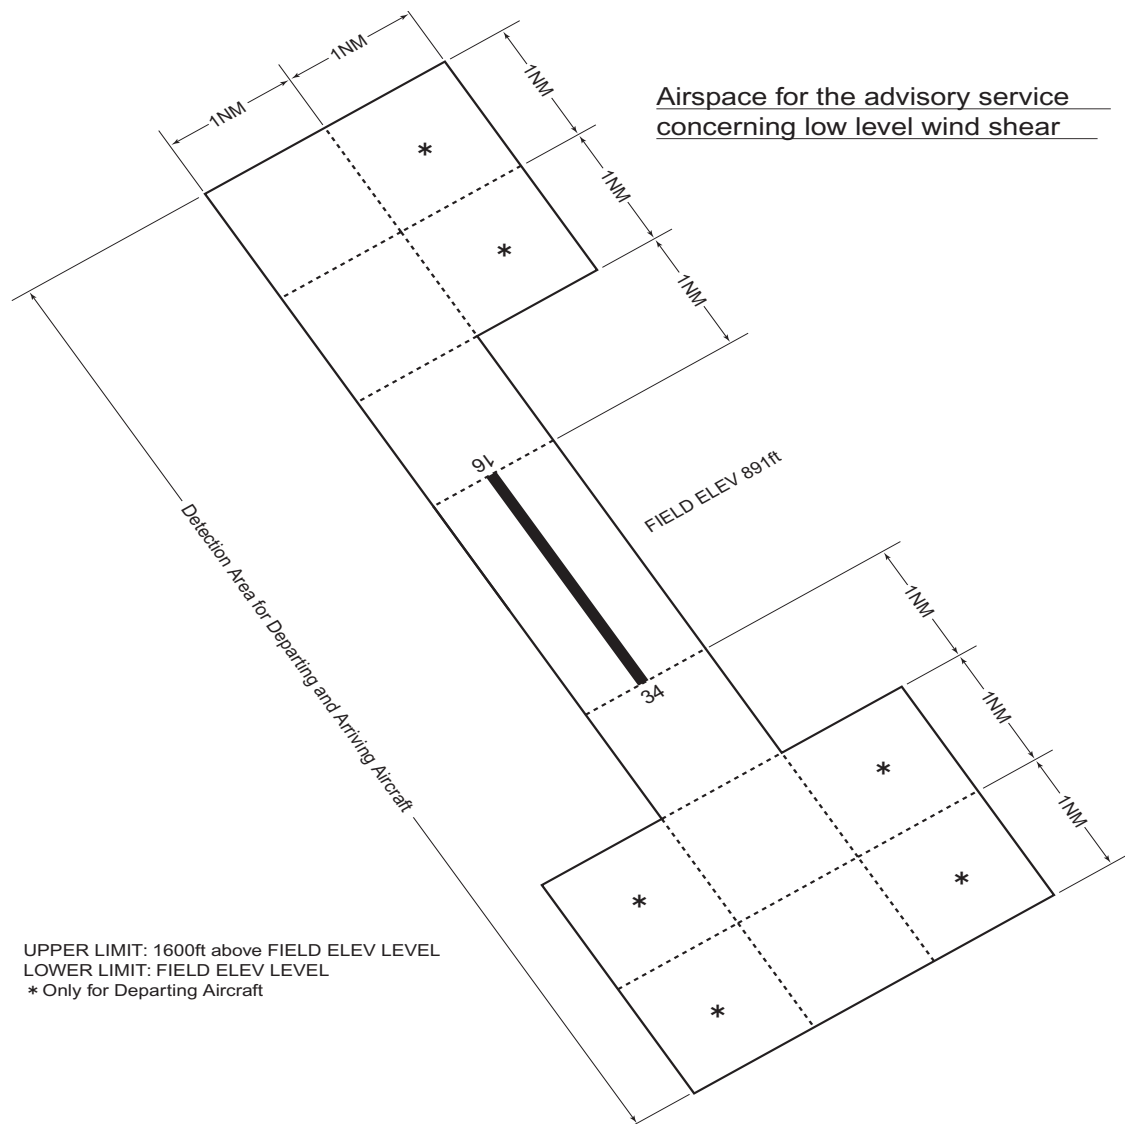 1NM
1NM
1NM
Airspace for the advisory service
concerning low level wind shear
*
1NM
*
1NM
16
FIELD ELEV 891ft
Detection Area for Departing and Arriving Aircraft
1NM
34
1NM
*
1NM
*
*
UPPER LIMIT: 1600ft above FIELD ELEV LEVEL
LOWER LIMIT: FIELD ELEV LEVEL
* Only for Departing Aircraft
*